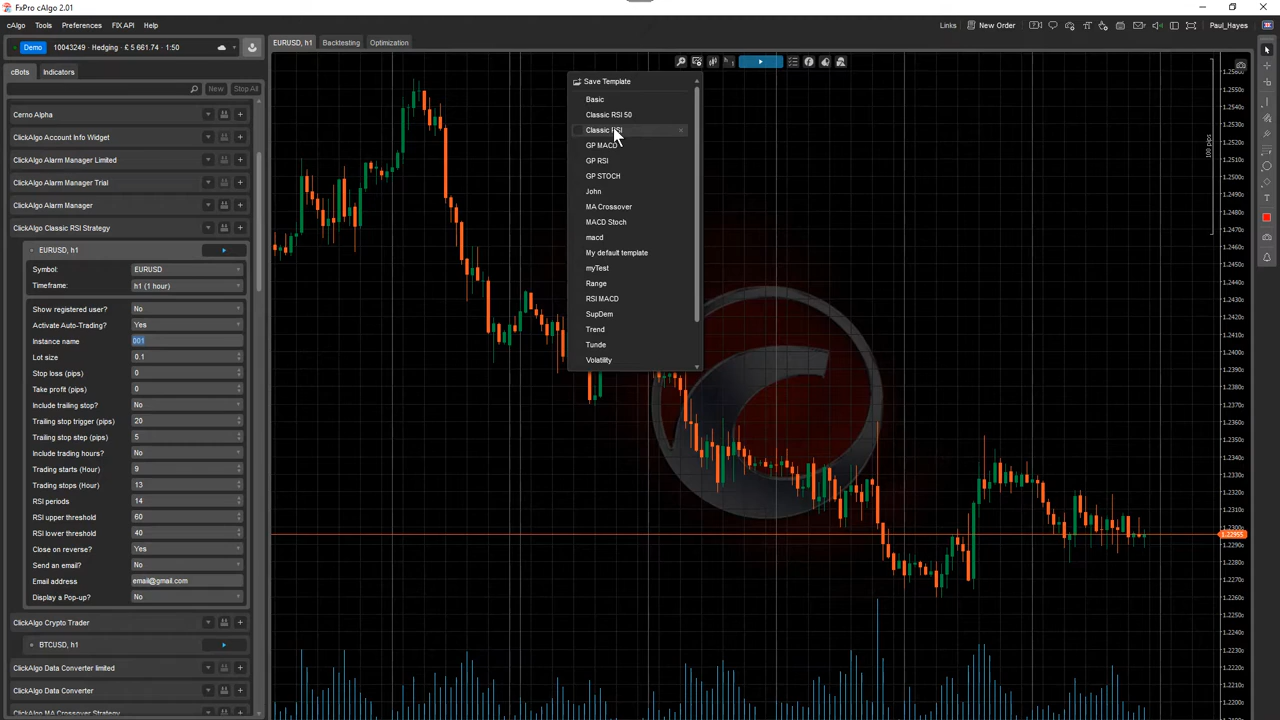 FxPro cAlgo 2.01
cAlgo Tools Preferences FIX API Help
Links New Order Paul_Hayes
Demo 10043249 · Hedging · £ 5 661.74 · 1:50
EURUSD, h1 Backtesting Optimization
cBots Indicators
New Stop All
Cerno Alpha
ClickAlgo Account Info Widget
ClickAlgo Alarm Manager Limited
ClickAlgo Alarm Manager Trial
ClickAlgo Alarm Manager
ClickAlgo Classic RSI Strategy
EURUSD, h1
Symbol: EURUSD
Timeframe: h1 (1 hour)
Show registered user? No
Activate Auto-Trading? Yes
Instance name 001
Lot size 0.1
Stop loss (pips) 0
Take profit (pips) 0
Include trailing stop? No
Trailing stop trigger (pips) 20
Trailing stop step (pips) 5
Include trading hours? No
Trading starts (Hour) 9
Trading stops (Hour) 13
RSI periods 14
RSI upper threshold 60
RSI lower threshold 40
Close on reverse? Yes
Send an email? No
Email address email@gmail.com
Display a Pop-up? No
ClickAlgo Crypto Trader
BTCUSD, h1
ClickAlgo Data Converter limited
ClickAlgo Data Converter
ClickAlgo MA Crossover Strategy
Save Template
Basic
Classic RSI 50
Classic RSI
GP MACD
GP RSI
GP STOCH
John
MA Crossover
MACD Stoch
macd
My default template
myTest
Range
RSI MACD
SupDem
Trend
Tunde
Volatility
100 pips
1.2560
1.2550
1.2540
1.2530
1.2520
1.2510
1.2500
1.2490
1.2480
1.2470
1.2460
1.2450
1.2440
1.2430
1.2420
1.2410
1.2400
1.2390
1.2380
1.2370
1.2360
1.2350
1.2340
1.2330
1.2320
1.2310
1.2300
1.22955
1.2290
1.2280
1.2270
1.2260
1.2250
1.2240
1.2230
1.2220
1.2210
1.2200